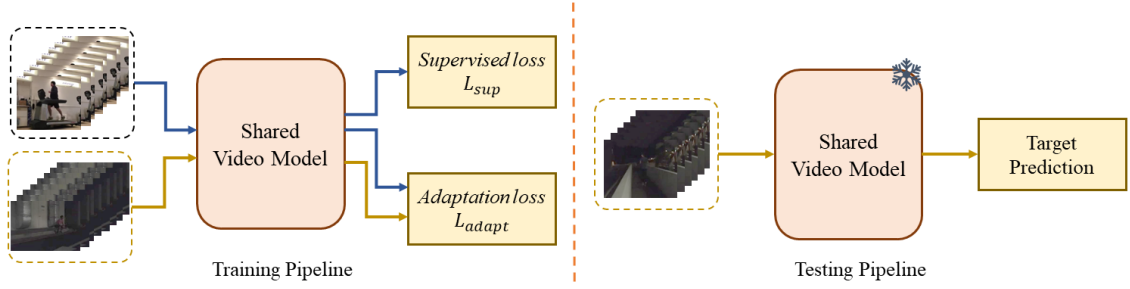 Supervised loss
L_sup
Shared
Video Model
Adaptation loss
L_adapt
Training Pipeline
Shared
Video Model
Target
Prediction
Testing Pipeline